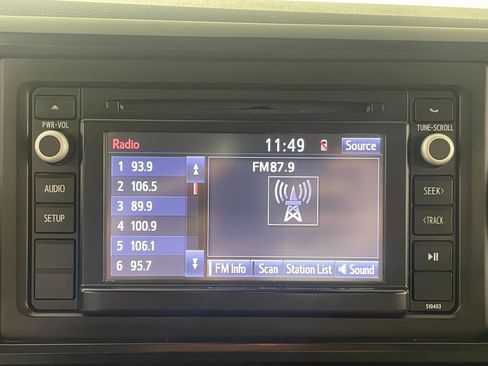 PWR·VOL
TUNE·SCROLL
Radio
11:49
Source
1 93.9
2 106.5
3 89.9
4 100.9
5 106.1
6 95.7
FM87.9
FM Info
Scan
Station List
Sound
AUDIO
SETUP
SEEK>
<TRACK
510403